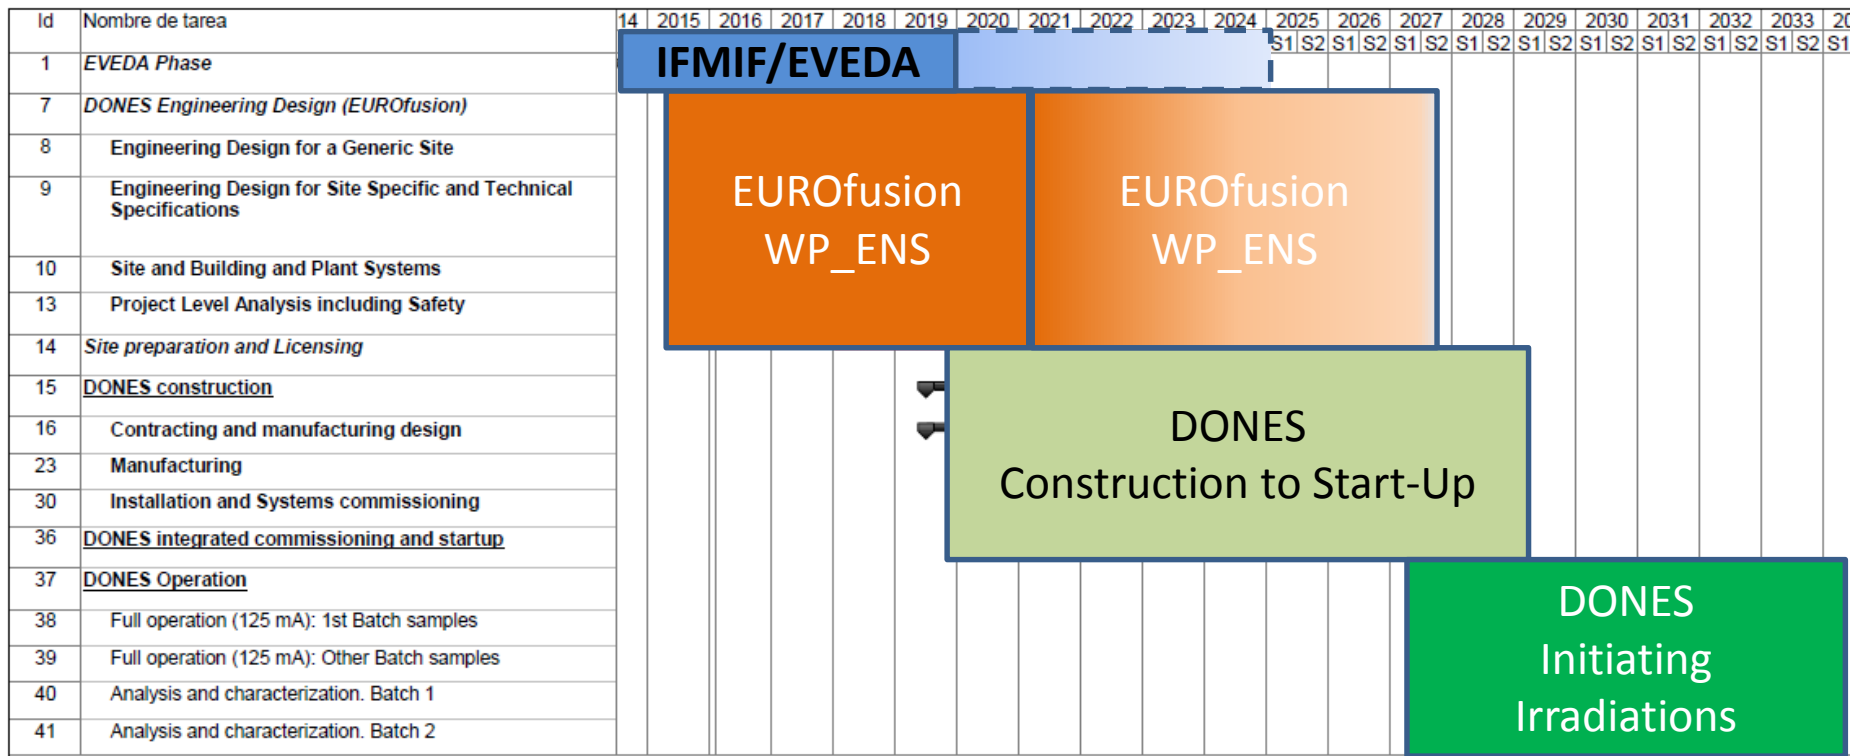 Id Nombre de tarea 14 2015 2016 2017 2018 2019 2020 2021 2022 2023 2024 2025 2026 2027 2028 2029 2030 2031 2032 2033 20
S1 S2 S1 S2 S1 S2 S1 S2 S1 S2 S1 S2 S1 S2 S1 S2 S1 S2 S1
IFMIF/EVEDA
1 EVEDA Phase
7 DONES Engineering Design (EUROfusion)
8 Engineering Design for a Generic Site
9 Engineering Design for Site Specific and Technical
Specifications
10 Site and Building and Plant Systems
13 Project Level Analysis including Safety
14 Site preparation and Licensing
15 DONES construction
16 Contracting and manufacturing design
23 Manufacturing
30 Installation and Systems commissioning
36 DONES integrated commissioning and startup
37 DONES Operation
38 Full operation (125 mA): 1st Batch samples
39 Full operation (125 mA): Other Batch samples
40 Analysis and characterization. Batch 1
41 Analysis and characterization. Batch 2
EUROfusion
WP_ENS
EUROfusion
WP_ENS
DONES
Construction to Start-Up
DONES
Initiating
Irradiations